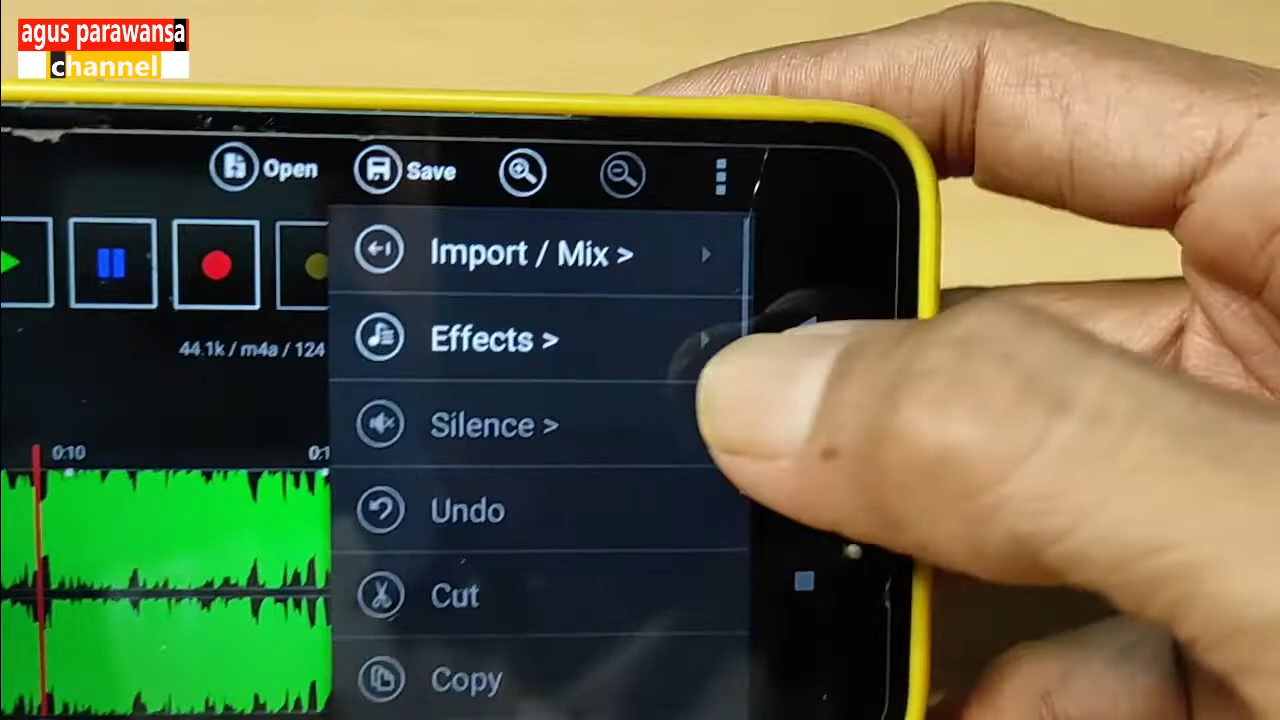 agus parawansa
channel
Open
Save
Import / Mix >
Effects >
44.1k / m4a / 124
Silence >
0:10
Undo
Cut
Copy